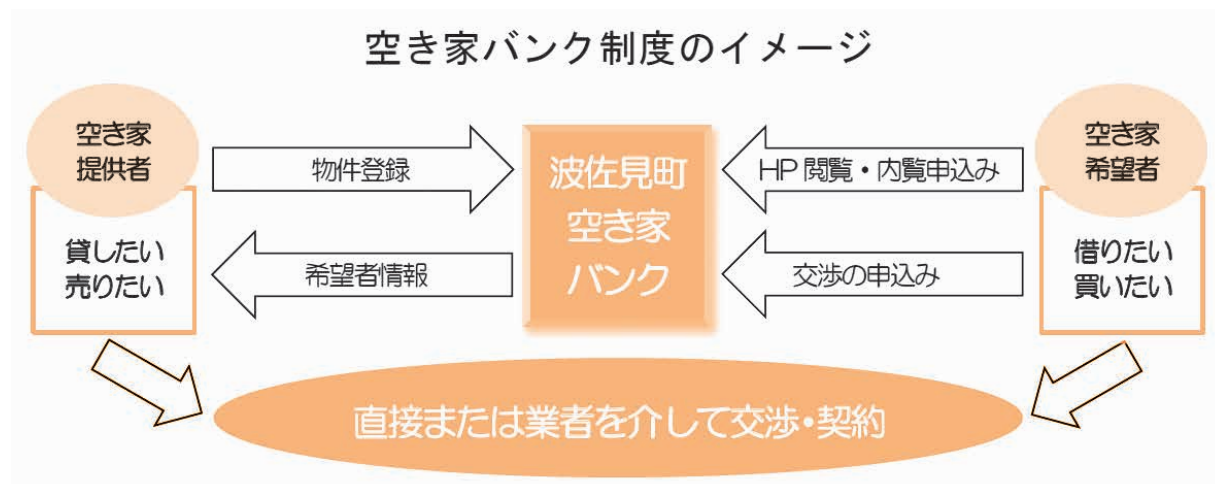 空き家バンク制度のイメージ
空き家
提供者
貸したい
売りたい
物件登録
希望者情報
波佐見町
空き家
バンク
HP閲覧・内覧申込み
交渉の申込み
空き家
希望者
借りたい
買いたい
直接または業者を介して交渉・契約